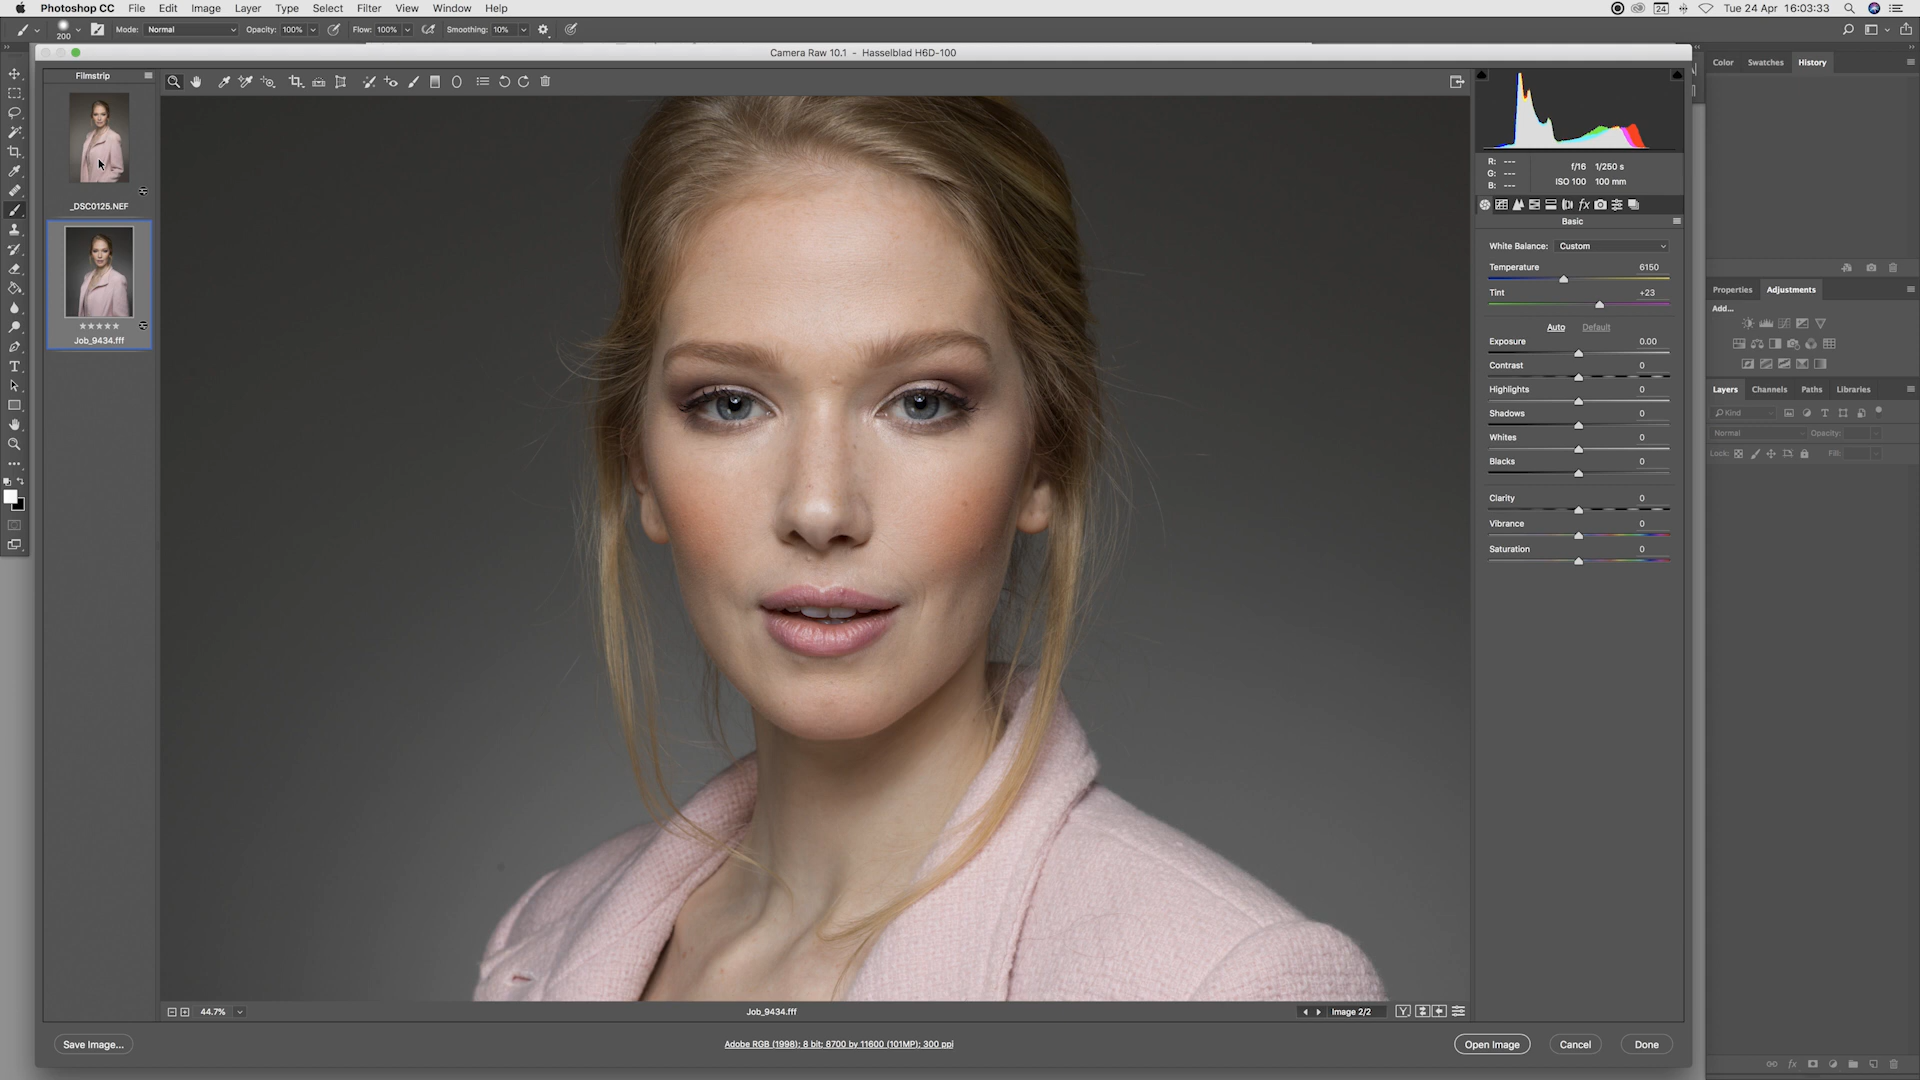 Photoshop CC File Edit Image Layer Type Select Filter View Window Help 24 Tue 24 Apr 16:03:33
200 Mode: Normal Opacity: 100% Flow: 100% Smoothing: 10%
Camera Raw 10.1 - Hasselblad H6D-100
Filmstrip
_DSC0125.NEF
Job_9434.fff
R: ---
G: ---
B: ---
f/16 1/250 s
ISO 100 100 mm
Basic
White Balance: Custom
Temperature 6150
Tint +23
Auto Default
Exposure 0.00
Contrast 0
Highlights 0
Shadows 0
Whites 0
Blacks 0
Clarity 0
Vibrance 0
Saturation 0
Color Swatches History
Properties Adjustments
Add...
Layers Channels Paths Libraries
Kind
Normal Opacity:
Lock: Fill:
44.7% Job_9434.fff Image 2/2
Save Image... Adobe RGB (1998); 8 bit; 8700 by 11600 (101MP); 300 ppi Open Image Cancel Done